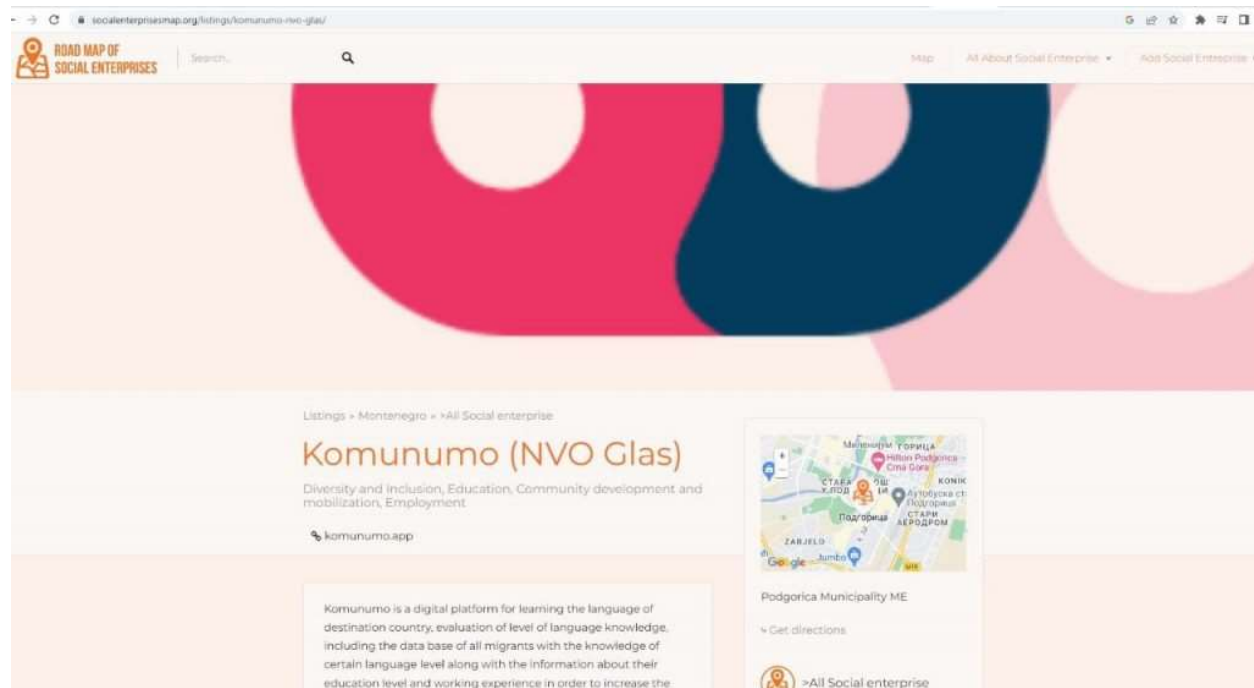 socialenterprisesmap.org/listings/komunumo-nvo-glas/
ROAD MAP OF
SOCIAL ENTERPRISES
Search...
Map
All About Social Enterprise
Add Social Enterprise
Listings » Montenegro » >All Social enterprise
Komunumo (NVO Glas)
Diversity and Inclusion, Education, Community development and
mobilization, Employment
komunumo.app
Komunumo is a digital platform for learning the language of
destination country, evaluation of level of language knowledge,
including the data base of all migrants with the knowledge of
certain language level along with the information about their
education level and working experience in order to increase the
ГОРИЦА
Hilton Podgorica
Crna Gora
KONIK
Подгорица
СТАРИ
АЕРОДРОМ
ZABJELO
Jumbo
Google
Podgorica Municipality ME
Get directions
>All Social enterprise